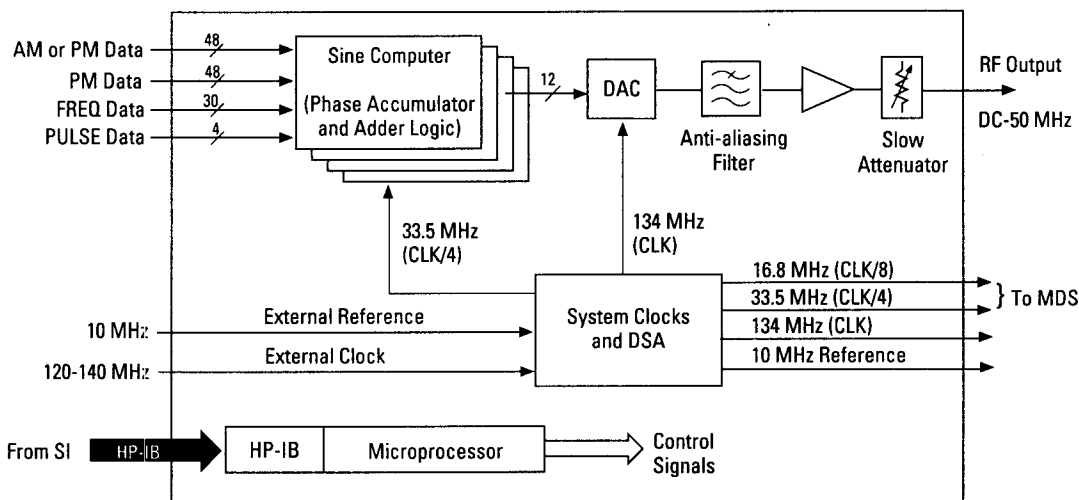 AM or PM Data
48
PM Data
48
FREQ Data
30
PULSE Data
4
Sine Computer
(Phase Accumulator
and Adder Logic)
12
DAC
Anti-aliasing
Filter
Slow
Attenuator
RF Output
DC-50 MHz
33.5 MHz
(CLK/4)
134 MHz
(CLK)
10 MHz
External Reference
120-140 MHz
External Clock
System Clocks
and DSA
16.8 MHz (CLK/8)
33.5 MHz (CLK/4)
} To MDS
134 MHz (CLK)
10 MHz Reference
From SI
HP-IB
HP-IB
Microprocessor
Control
Signals